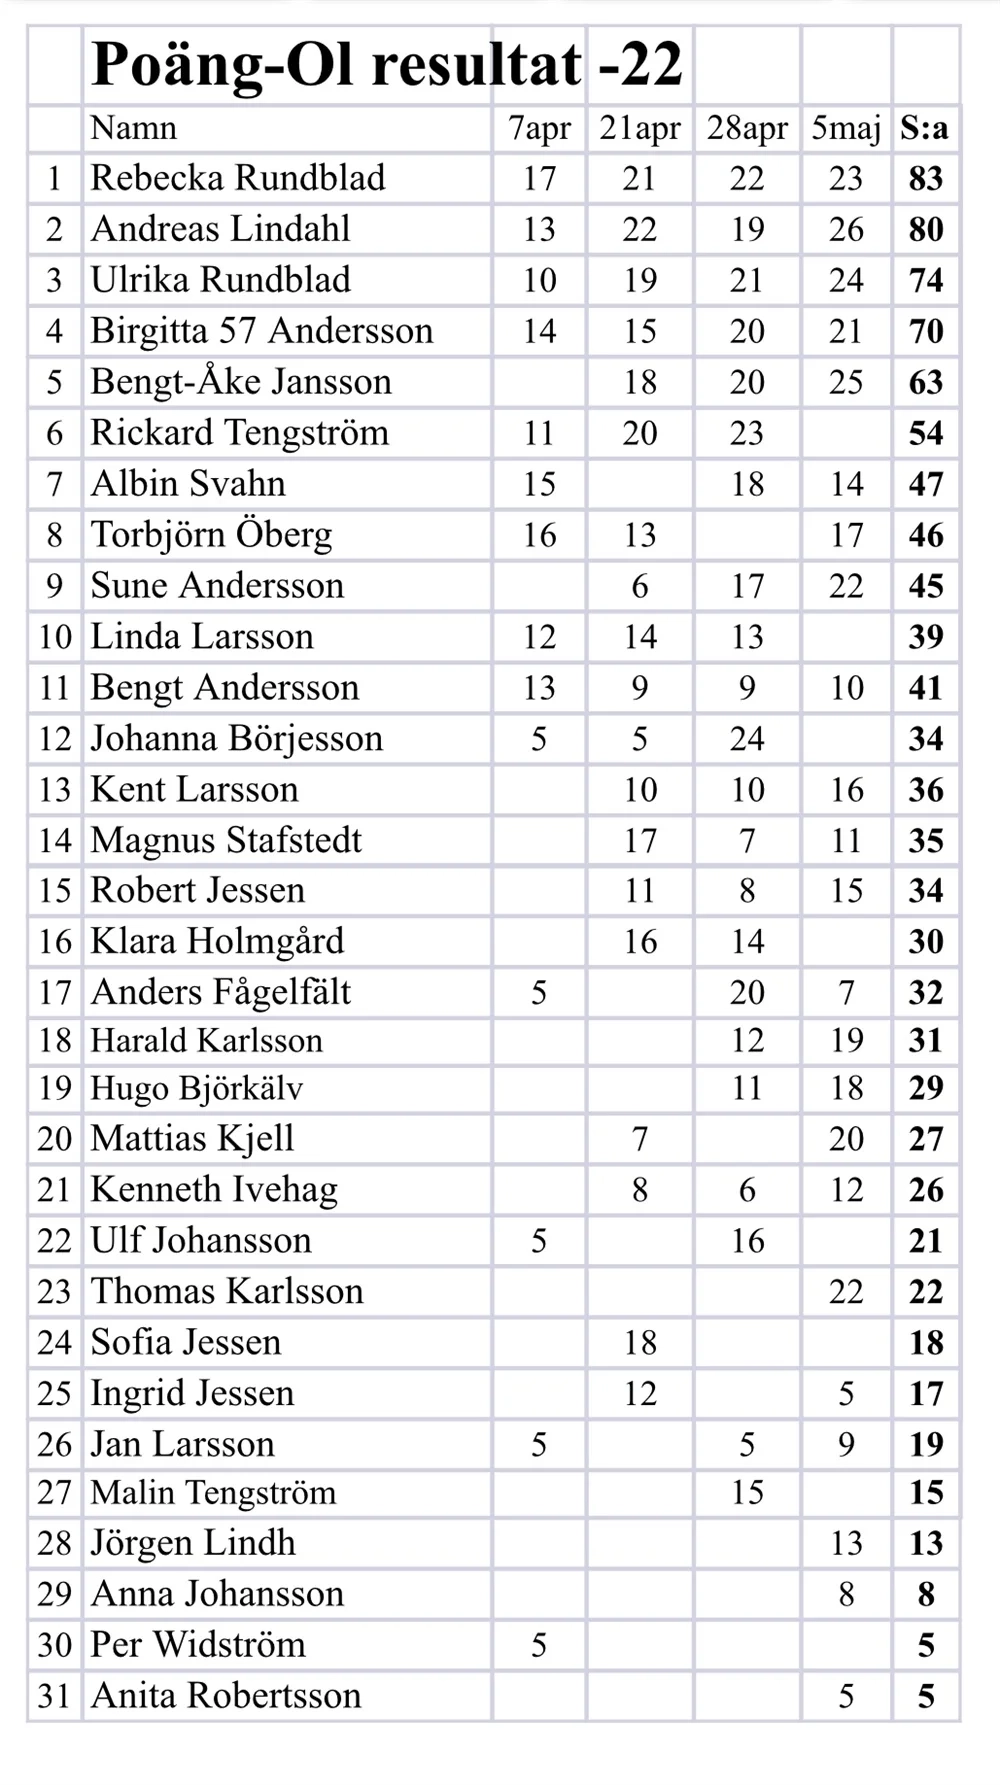 Poäng-Ol resultat -22
Namn 7apr 21apr 28apr 5maj S:a
1 Rebecka Rundblad 17 21 22 23 83
2 Andreas Lindahl 13 22 19 26 80
3 Ulrika Rundblad 10 19 21 24 74
4 Birgitta 57 Andersson 14 15 20 21 70
5 Bengt-Åke Jansson 18 20 25 63
6 Rickard Tengström 11 20 23 54
7 Albin Svahn 15 18 14 47
8 Torbjörn Öberg 16 13 17 46
9 Sune Andersson 6 17 22 45
10 Linda Larsson 12 14 13 39
11 Bengt Andersson 13 9 9 10 41
12 Johanna Börjesson 5 5 24 34
13 Kent Larsson 10 10 16 36
14 Magnus Stafstedt 17 7 11 35
15 Robert Jessen 11 8 15 34
16 Klara Holmgård 16 14 30
17 Anders Fågelfält 5 20 7 32
18 Harald Karlsson 12 19 31
19 Hugo Björkälv 11 18 29
20 Mattias Kjell 7 20 27
21 Kenneth Ivehag 8 6 12 26
22 Ulf Johansson 5 16 21
23 Thomas Karlsson 22 22
24 Sofia Jessen 18 18
25 Ingrid Jessen 12 5 17
26 Jan Larsson 5 5 9 19
27 Malin Tengström 15 15
28 Jörgen Lindh 13 13
29 Anna Johansson 8 8
30 Per Widström 5 5
31 Anita Robertsson 5 5